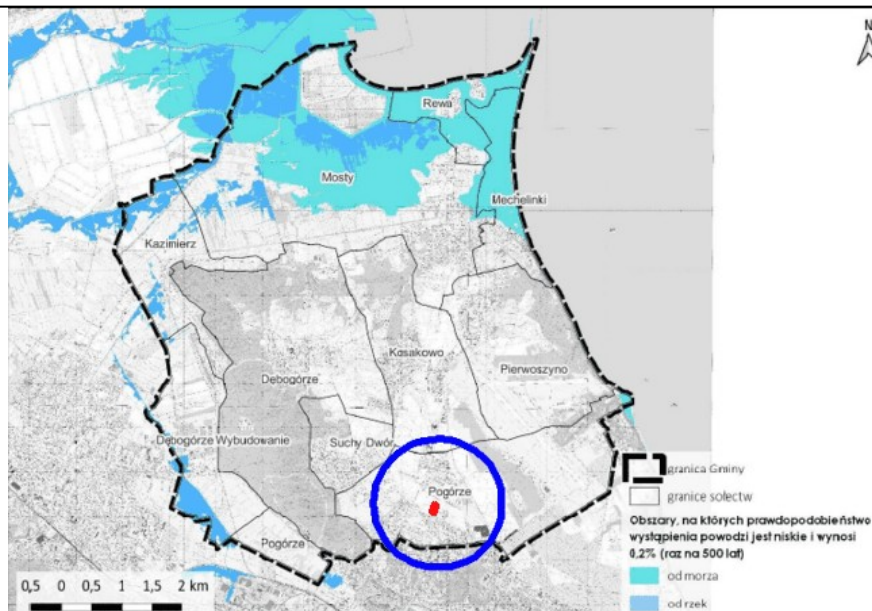 N
Rewa
Mosty
Mechelinki
Kazimierz
Kosakowo
Pierwoszyno
Dębogórze
Dębogórze Wybudowanie
Suchy Dwór
Pogórze
Pogórze
granica Gminy
granice sołectw
Obszary, na których prawdopodobieństwo
wystąpienia powodzi jest niskie i wynosi
0,2% (raz na 500 lat)
od morza
od rzek
0,5 0 0,5 1 1,5 2 km